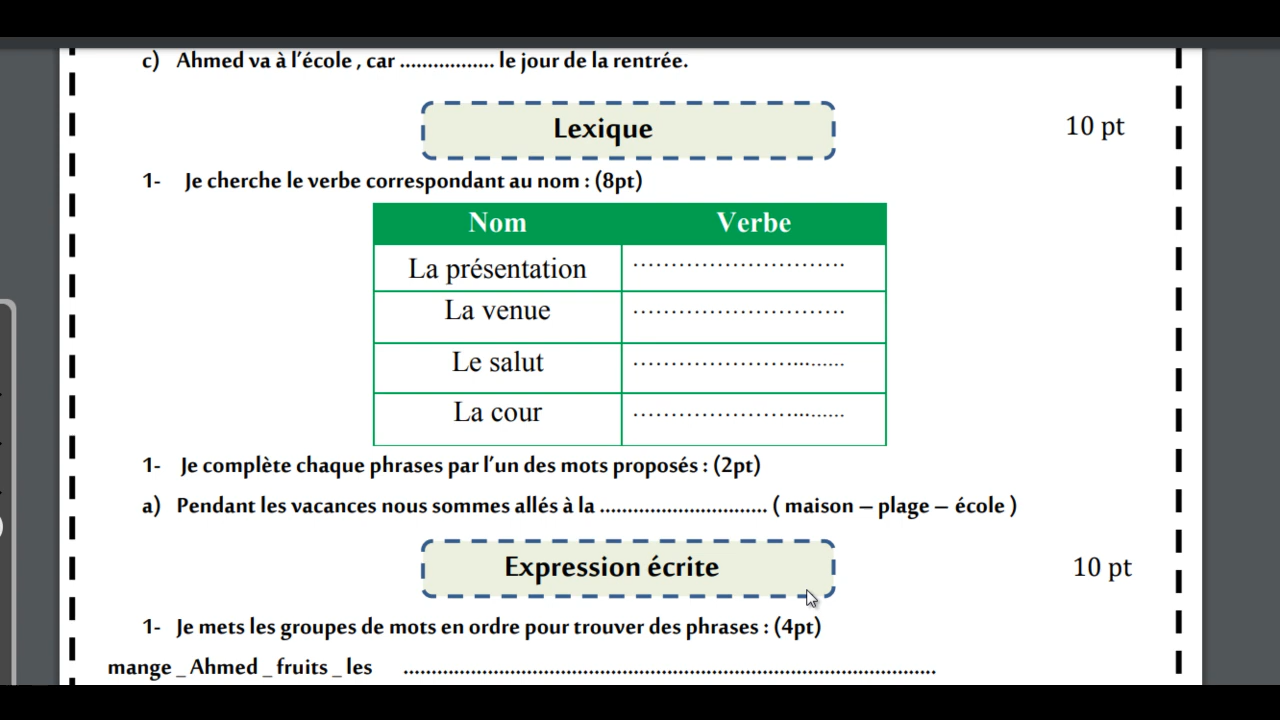 c) Ahmed va à l'école , car ................. le jour de la rentrée.
Lexique
10 pt
1- Je cherche le verbe correspondant au nom : (8pt)
Nom Verbe
La présentation ............................
La venue ............................
Le salut ............................
La cour ............................
1- Je complète chaque phrases par l'un des mots proposés : (2pt)
a) Pendant les vacances nous sommes allés à la .............................. ( maison – plage – école )
Expression écrite
10 pt
1- Je mets les groupes de mots en ordre pour trouver des phrases : (4pt)
mange _ Ahmed _ fruits _ les ................................................................................................